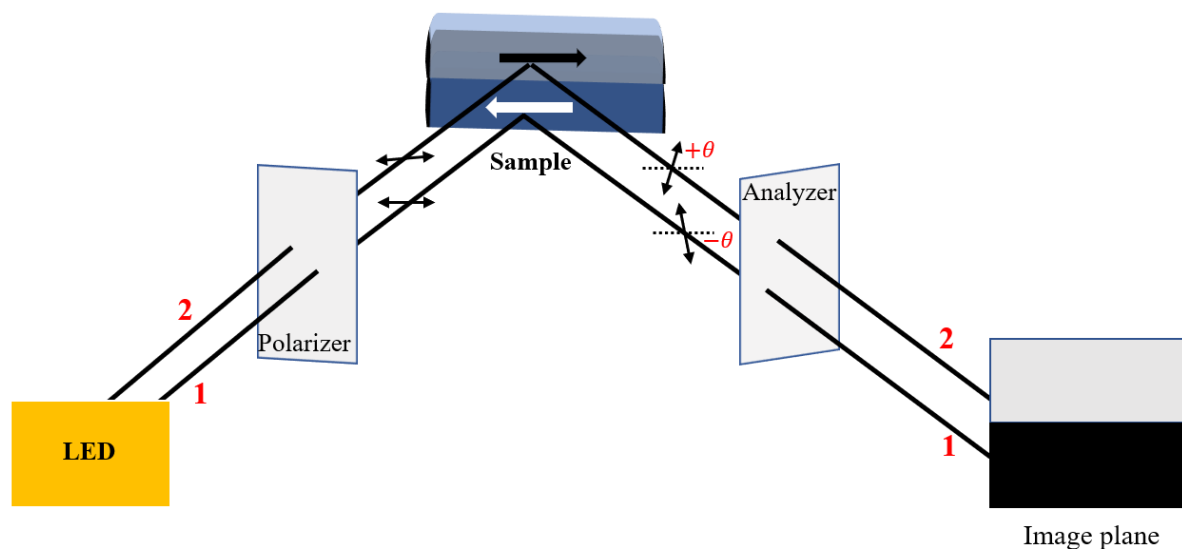 Sample
+θ
Analyzer
−θ
2
Polarizer
1
2
1
LED
Image plane